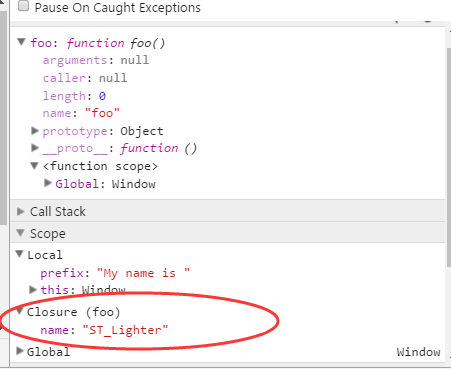 Pause On Caught Exceptions
foo: function foo()
arguments: null
caller: null
length: 0
name: "foo"
prototype: Object
__proto__: function ()
<function scope>
Global: Window
Call Stack
Scope
Local
prefix: "My name is "
this: Window
Closure (foo)
name: "ST_Lighter"
Global Window